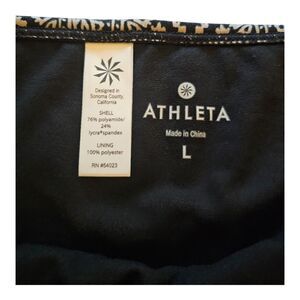 Designed in
Sonoma County,
California
SHELL
76% polyamide/
24%
lycra®spandex
LINING
100% polyester
RN #54023
ATHLETA
Made in China
L